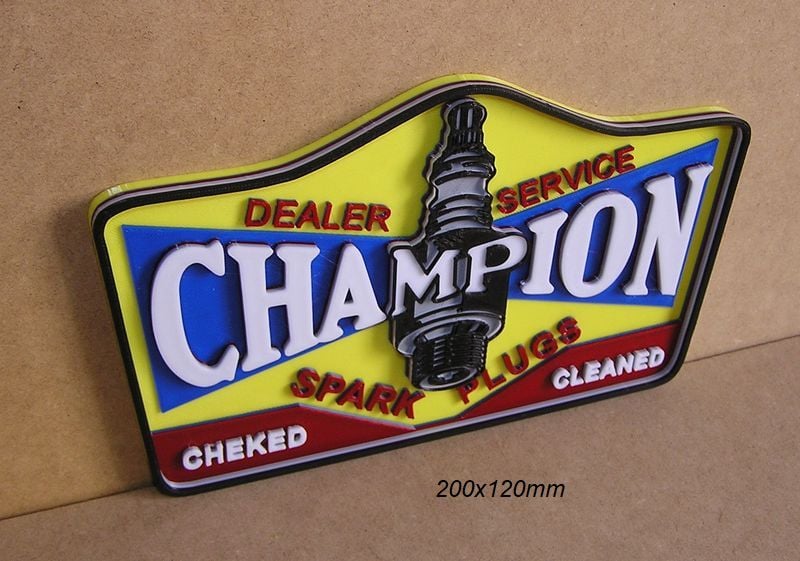 DEALER SERVICE
CHAMPION
SPARK PLUGS
CHEKED CLEANED
200x120mm